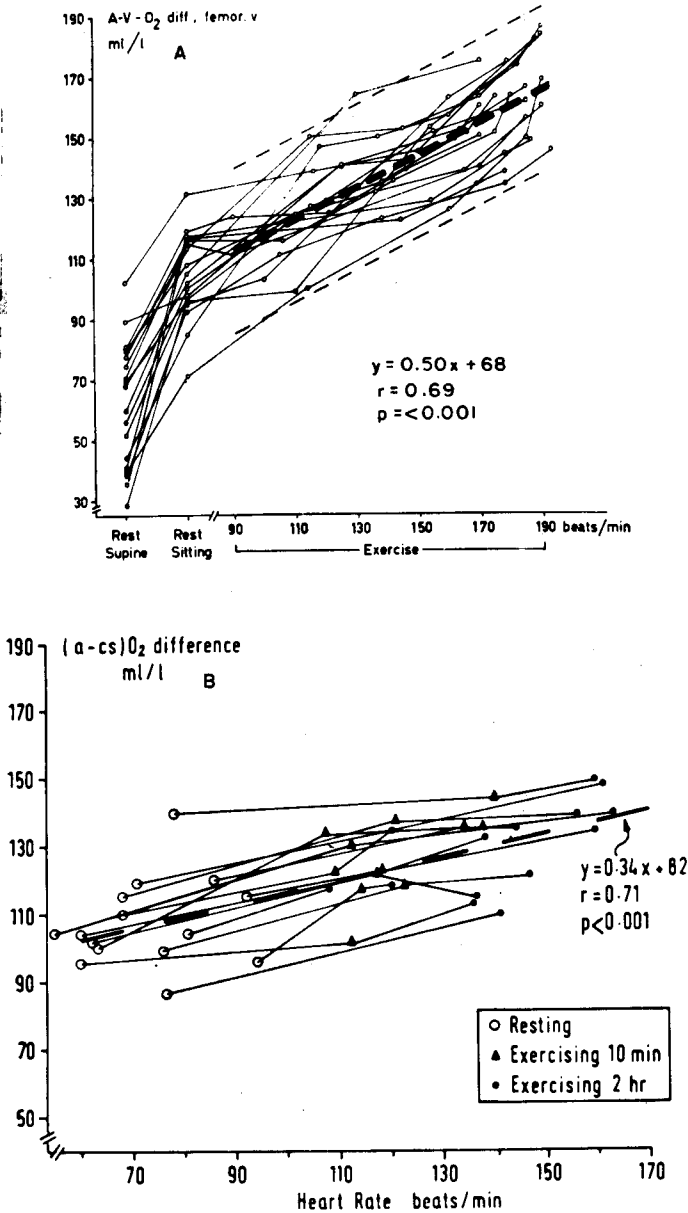 A-V-O2 diff, femor. v
ml/l
A
190
170
150
130
110
90
70
50
30
y = 0.50x + 68
r = 0.69
p = <0.001
Rest Supine
Rest Sitting
90 110 130 150 170 190 beats/min
Exercise
(a-cs)O2 difference
ml/l
B
190
170
150
130
110
90
70
50
y=0.34x + 82
r = 0.71
p<0.001
Resting
Exercising 10 min
Exercising 2 hr
70 90 110 130 150 170
Heart Rate beats/min